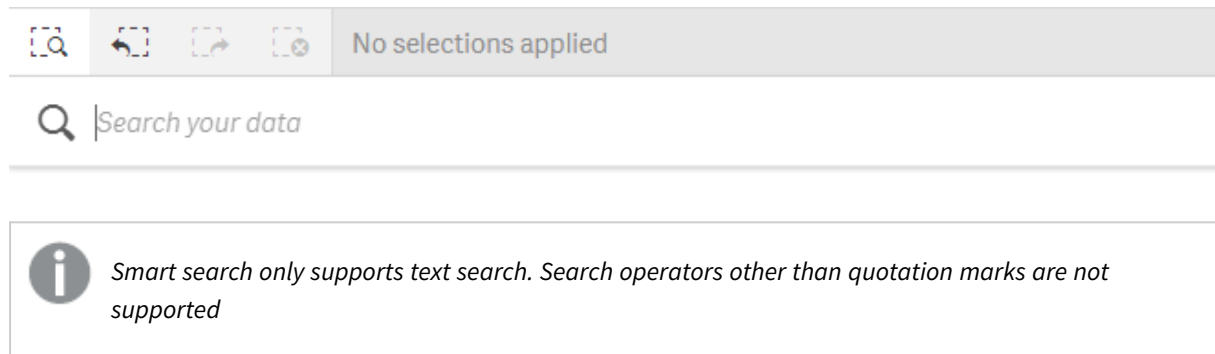 No selections applied
Search your data
Smart search only supports text search. Search operators other than quotation marks are not
supported